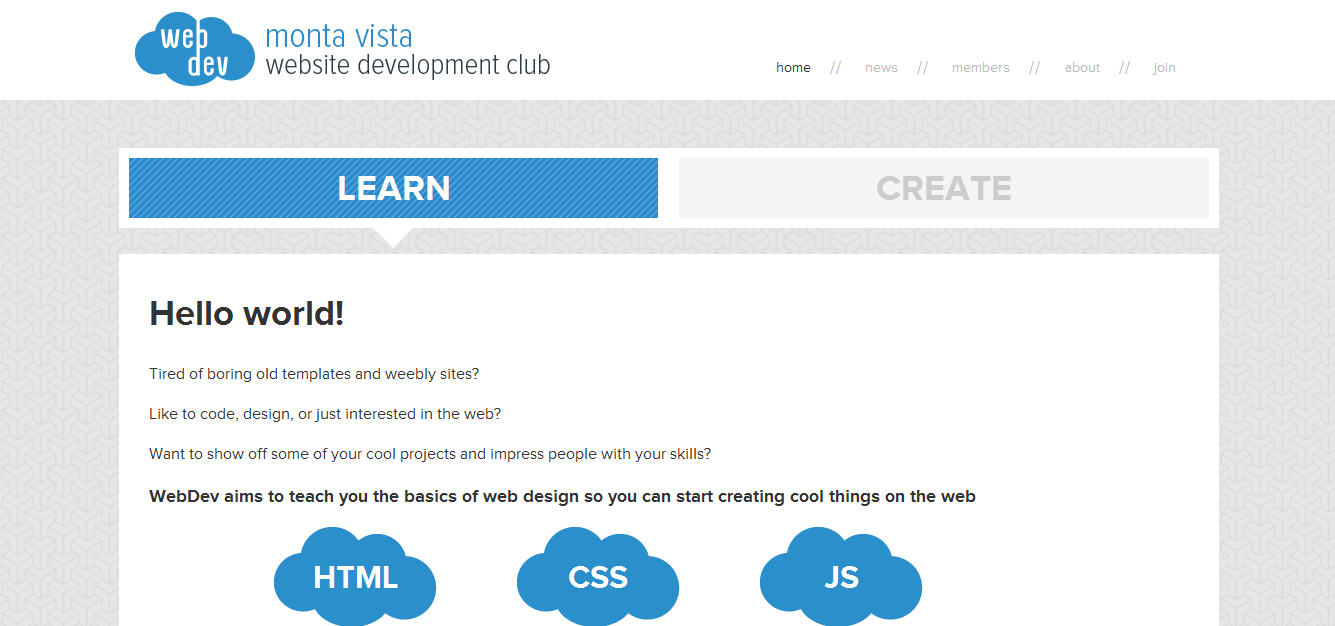 web
dev
monta vista
website development club
home // news // members // about // join
LEARN
CREATE
Hello world!
Tired of boring old templates and weebly sites?
Like to code, design, or just interested in the web?
Want to show off some of your cool projects and impress people with your skills?
WebDev aims to teach you the basics of web design so you can start creating cool things on the web
HTML
CSS
JS